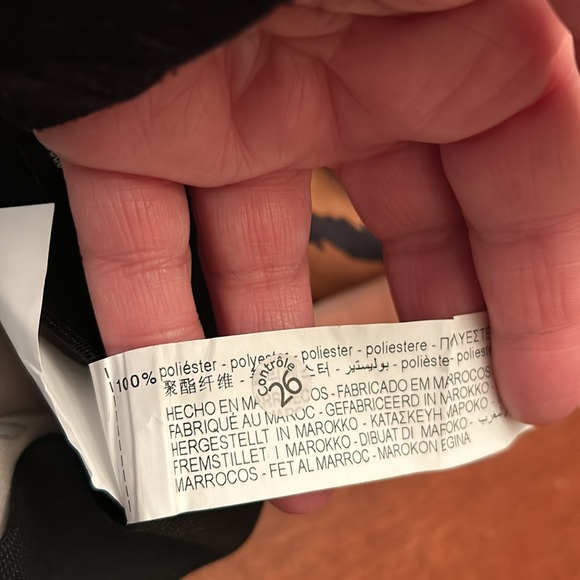 100% poliéster - polyester - poliester - poliestere - ΠΛΥΕΣΤΕ
聚酯纤维 - بوليستير - polièster - poliest
HECHO EN MARRUECOS - FABRICADO EM MARROCOS
FABRIQUÉ AU MAROC - GEFABRICEERD IN MAROKKO -
HERGESTELLT IN MAROKKO - ΚΑΤΑΣΚΕΥΗ ΜΑΡΟΚΟ -
FREMSTILLET I MAROKKO - DIBUAT DI MAROKO -
MARROCOS - FET AL MARROC - MAROKON EGINA
Contrôle
26